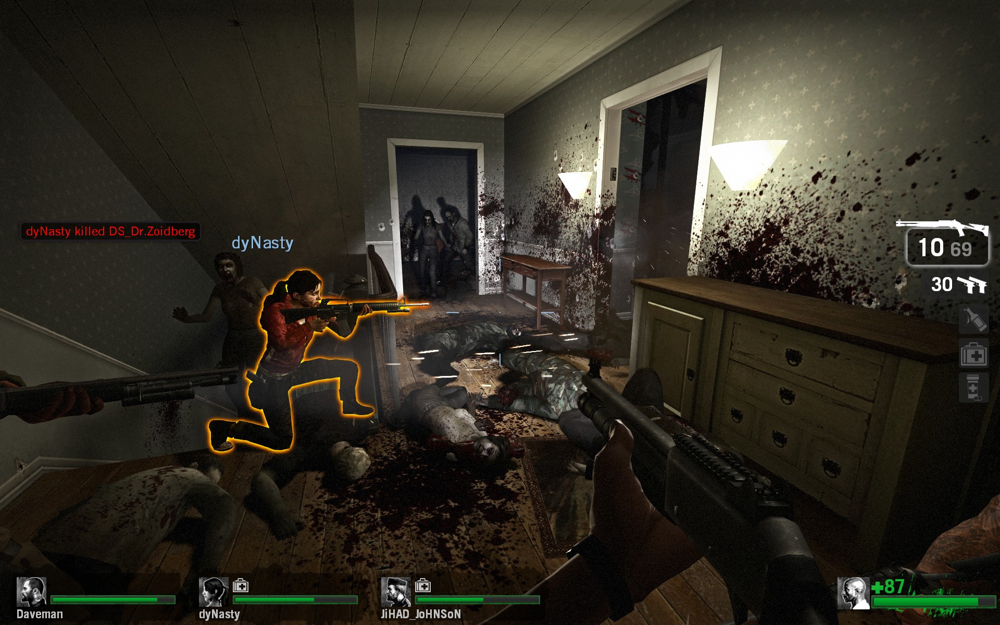 dyNasty killed DS_Dr.Zoidberg
dyNasty
10 69
30
+87
Daveman
dyNasty
JiHAD_JoHNSoN